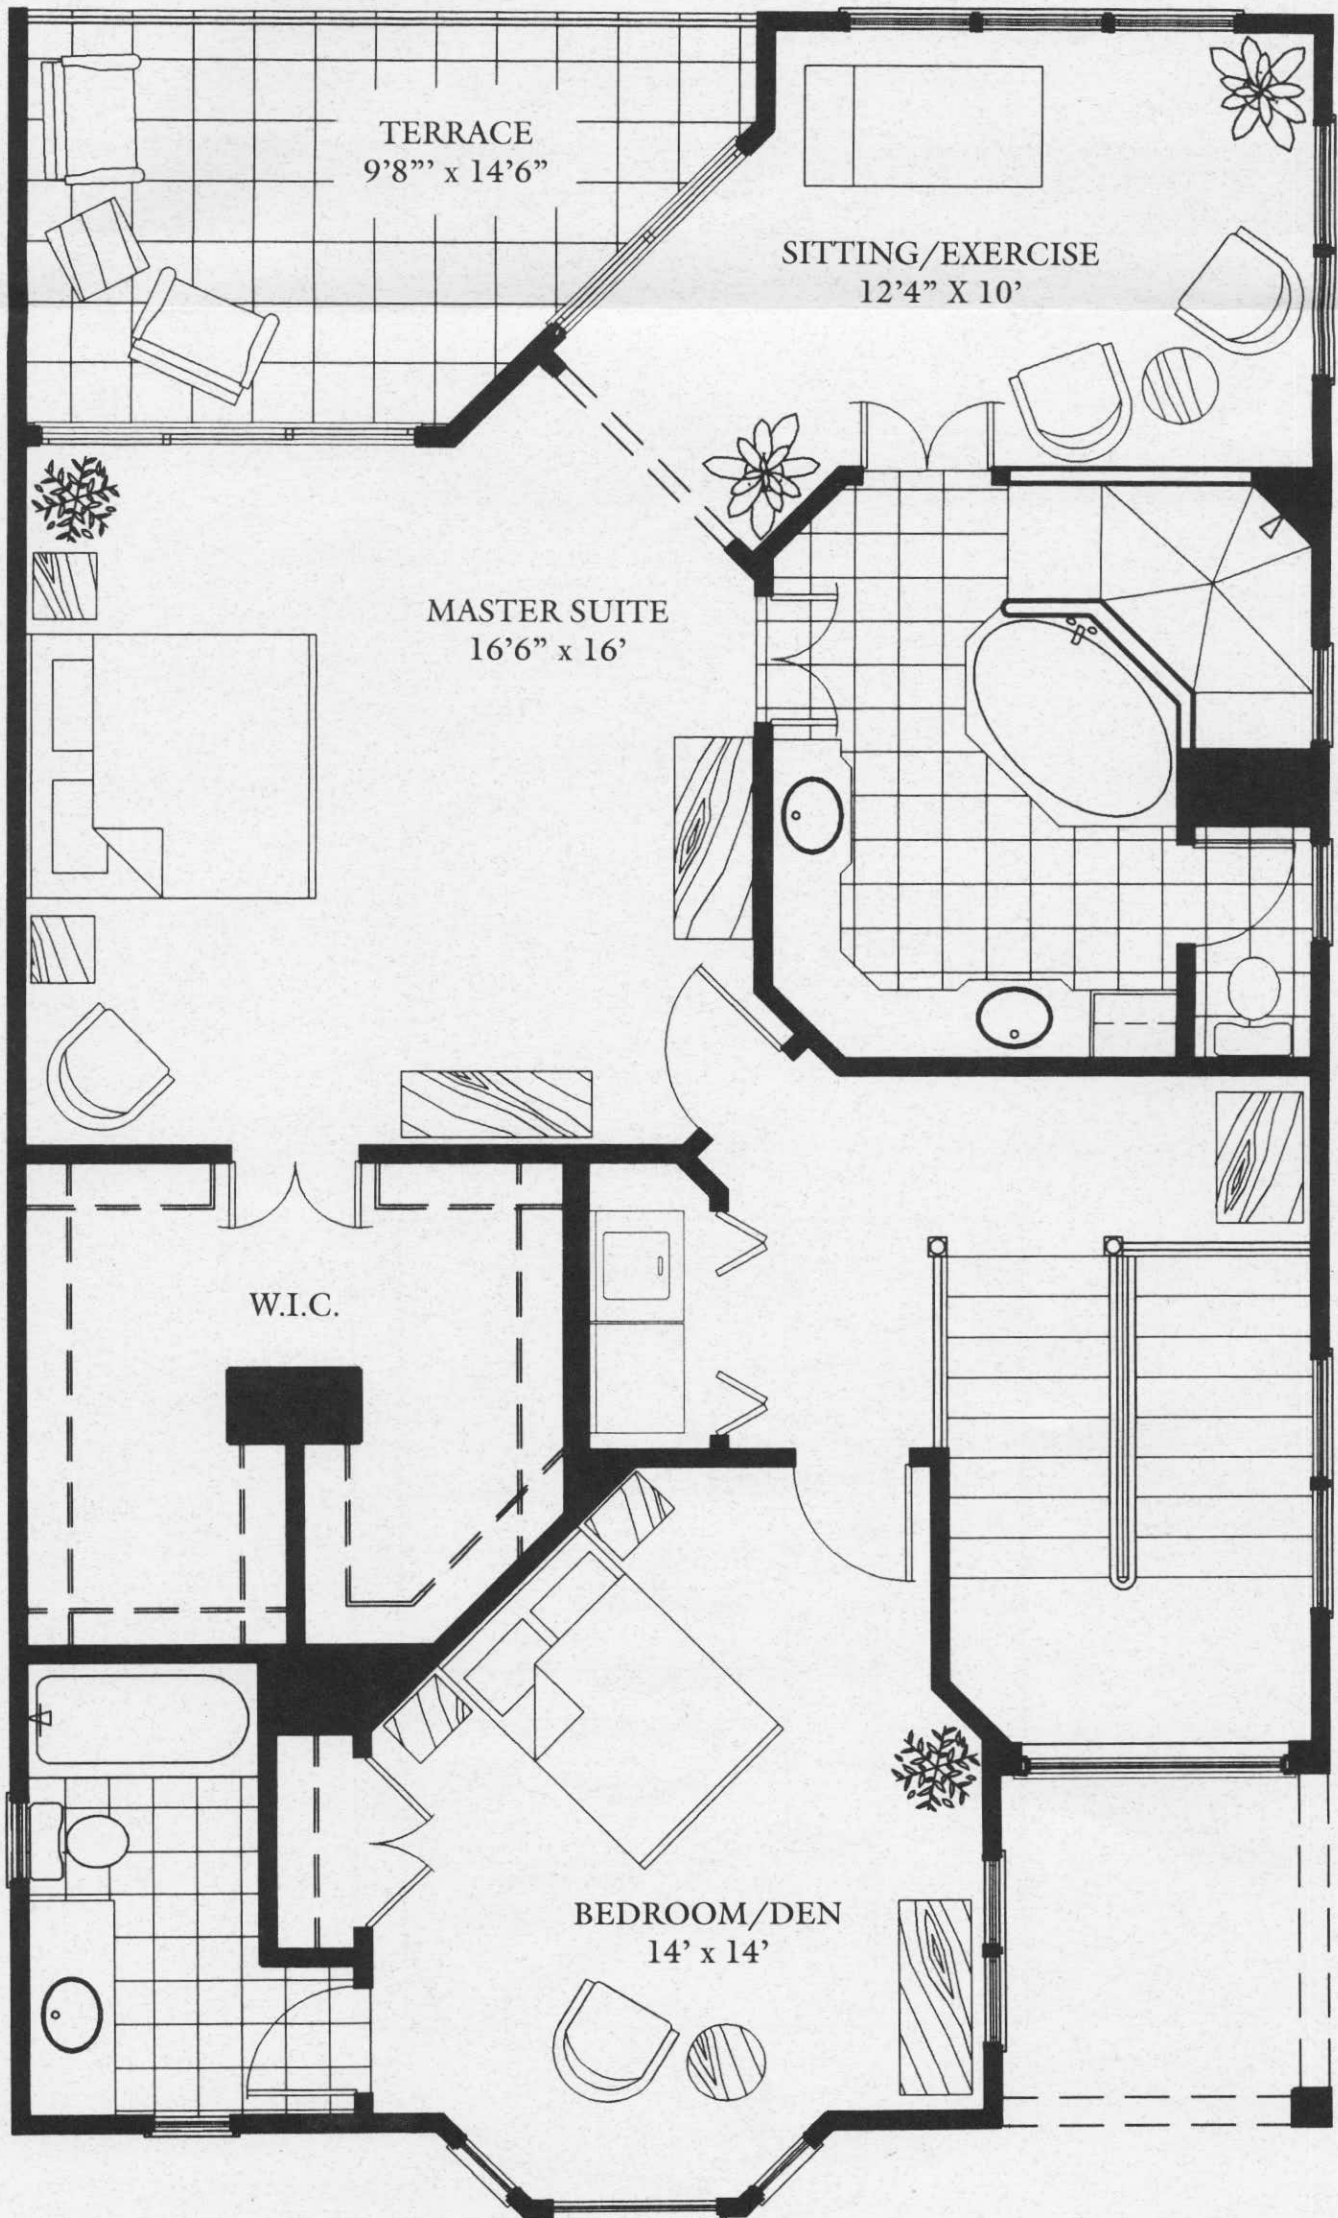 TERRACE
9'8"' x 14'6"
SITTING/EXERCISE
12'4" X 10'
MASTER SUITE
16'6" x 16'
W.I.C.
BEDROOM/DEN
14' x 14'